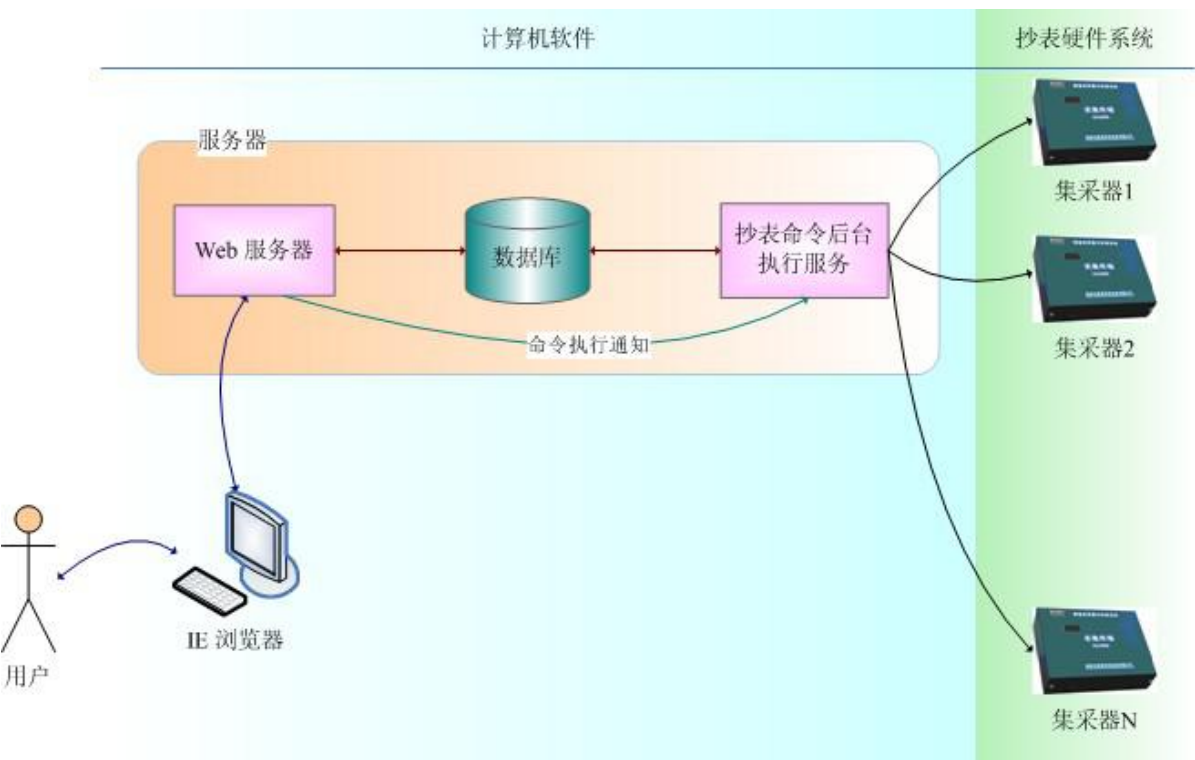 计算机软件
抄表硬件系统
服务器
Web 服务器
数据库
抄表命令后台
执行服务
命令执行通知
集采器1
集采器2
集采器N
IE 浏览器
用户